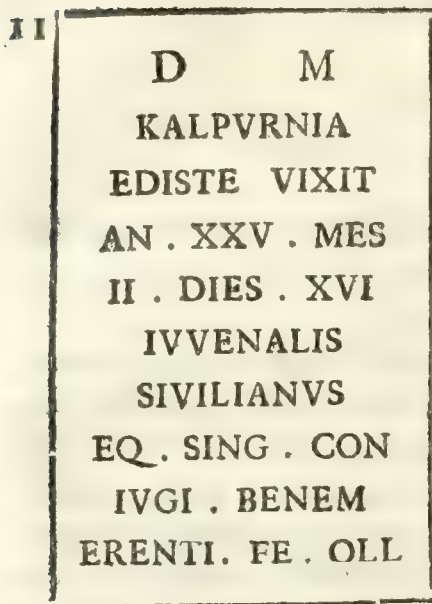 II
D M
KALPVRNIA
EDISTE VIXIT
AN . XXV . MES
II . DIES . XVI
IVVENALIS
SIVILIANVS
EQ . SING . CON
IVGI . BENEM
ERENTI . FE . OLL